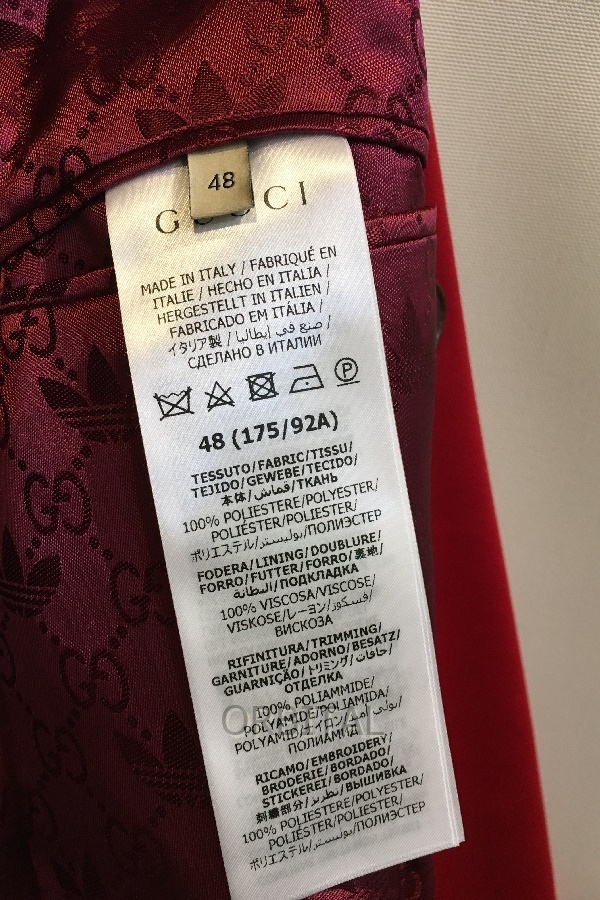 48
GUCCI
MADE IN ITALY / FABRIQUÉ EN
ITALIE / HECHO EN ITALIA /
HERGESTELLT IN ITALIEN /
FABRICADO EM ITÁLIA /
イタリア製 / صنع في إيطاليا /
СДЕЛАНО В ИТАЛИИ
P
48 (175/92A)
TESSUTO/FABRIC/TISSU/
TEJIDO/GEWEBE/TECIDO/
本体/قماش/ТКАНЬ
100% POLIESTERE/POLYESTER/
POLIÉSTER/POLIESTER/
ポリエステル/بوليستر/ПОЛИЭСТЕР
FODERA/LINING/DOUBLURE/
FORRO/FUTTER/FORRO/裏地/
البطانة/ПОДКЛАДКА
100% VISCOSA/VISCOSE/
VISKOSE/レーヨン/فسكوز/
ВИСКОЗА
RIFINITURA/TRIMMING/
GARNITURE/ADORNO/BESATZ/
GUARNIÇÃO/トリミング/حافات/
ОТДЕЛКА
100% POLIAMMIDE/
POLYAMIDE/POLIAMIDA/
POLYAMID/
ПОЛИАМИД
RICAMO/EMBROIDERY/
BRODERIE/BORDADO/
STICKEREI/BORDADO/
刺繍部分/تطريز/ВЫШИВКА
100% POLIESTERE/POLYESTER/
POLIÉSTER/POLIESTER/
ポリエステル/بوليستر/ПОЛИЭСТЕР